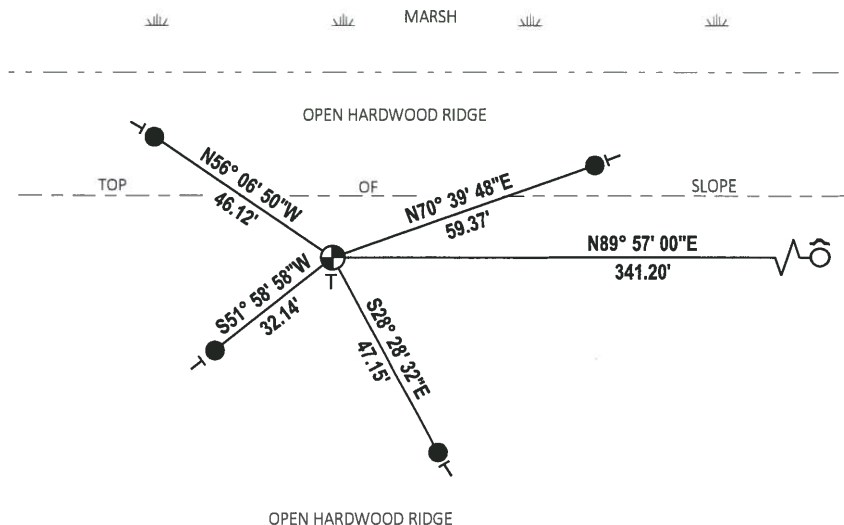 MARSH
OPEN HARDWOOD RIDGE
TOP OF SLOPE
N56° 06' 50"W
46.12'
N70° 39' 48"E
59.37'
N89° 57' 00"E
341.20'
T
T
T
S51° 58' 58"W
32.14'
T
S28° 28' 32"E
47.15'
T
OPEN HARDWOOD RIDGE